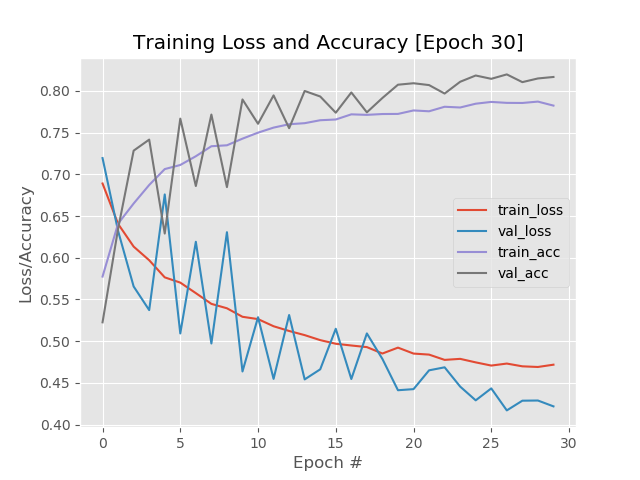 Training Loss and Accuracy [Epoch 30]
0.80
0.75
0.70
0.65
0.60
0.55
0.50
0.45
0.40
Loss/Accuracy
train_loss
val_loss
train_acc
val_acc
0 5 10 15 20 25 30
Epoch #